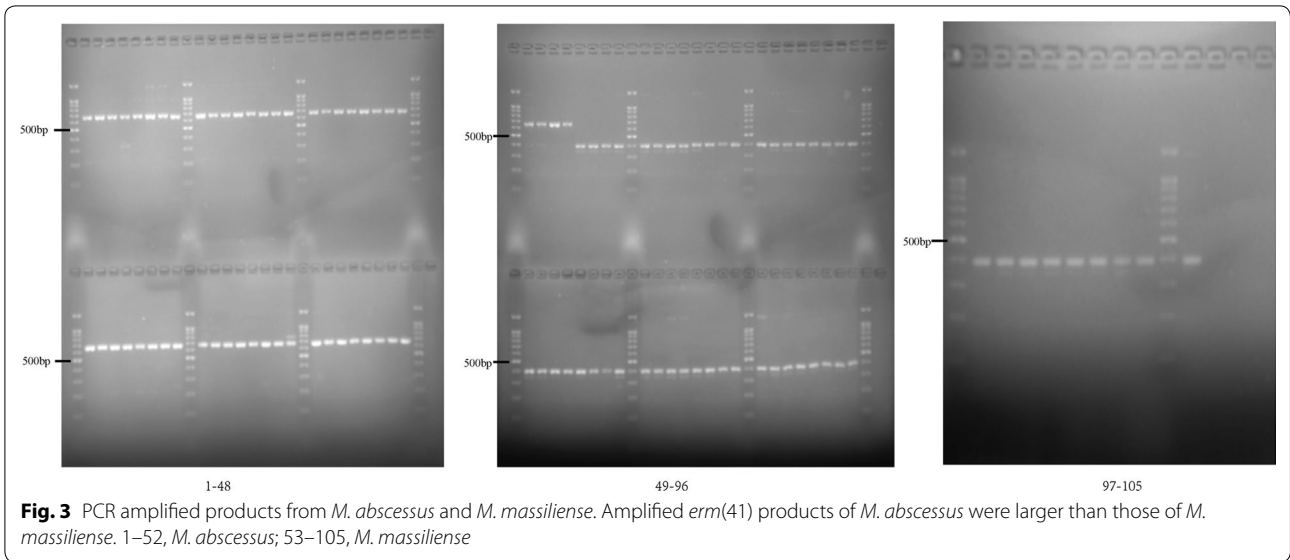 500bp
500bp
500bp
500bp
500bp
1-48
49-96
97-105
Fig. 3 PCR amplified products from M. abscessus and M. massiliense. Amplified erm(41) products of M. abscessus were larger than those of M.
massiliense. 1–52, M. abscessus; 53–105, M. massiliense